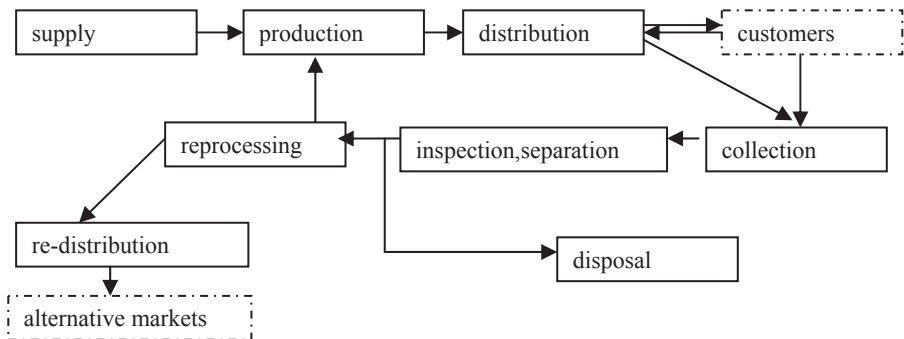 supply
production
distribution
customers
reprocessing
inspection,separation
collection
re-distribution
disposal
alternative markets